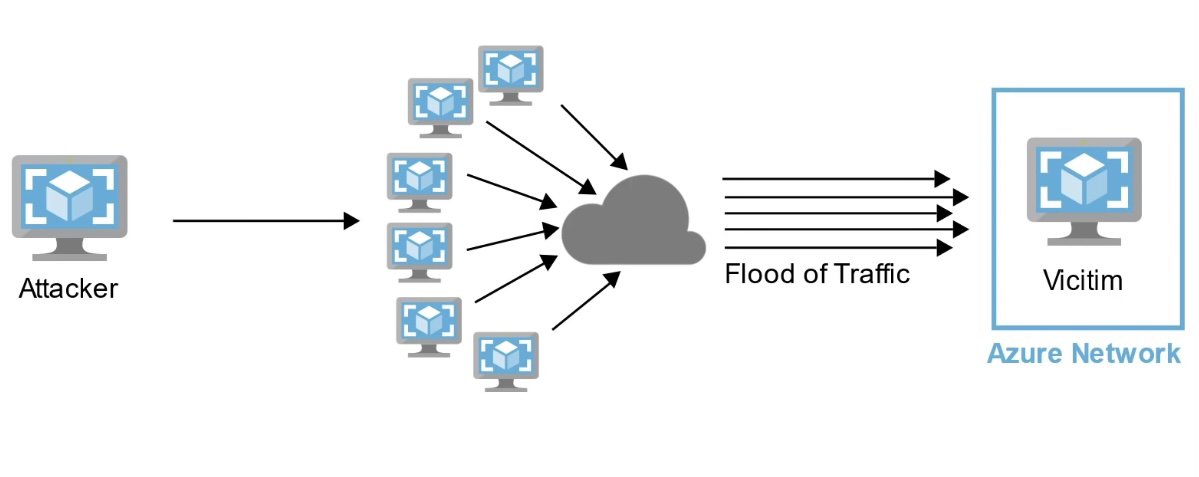 Attacker
Flood of Traffic
Vicitim
Azure Network